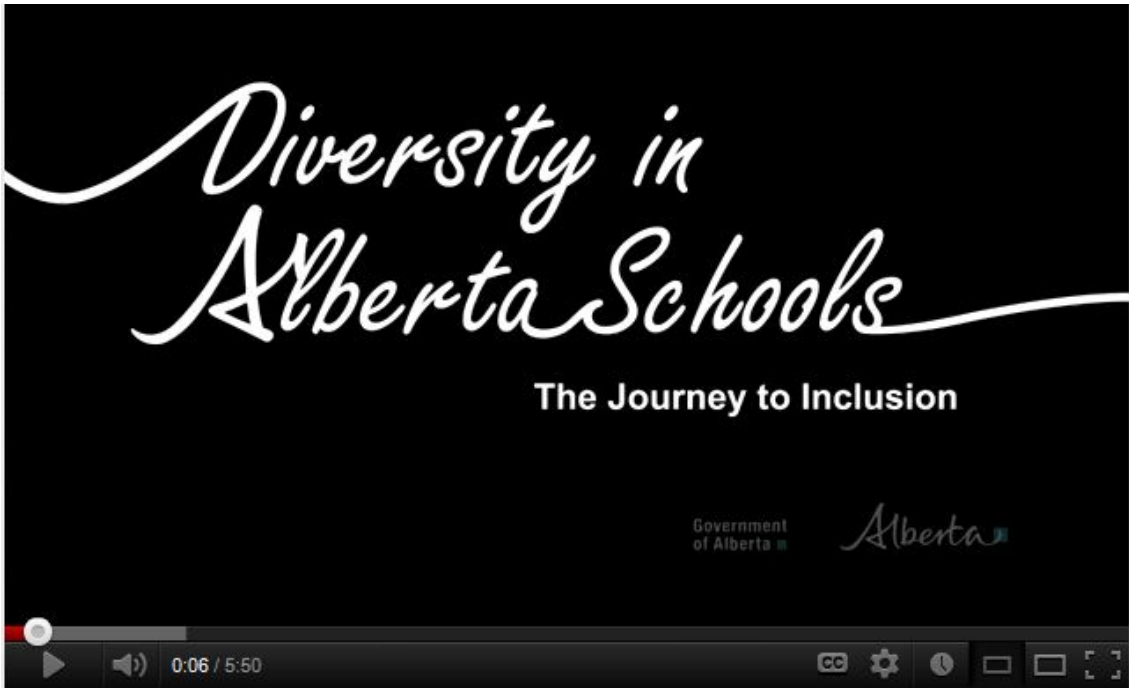 Diversity in
Alberta Schools
The Journey to Inclusion
Government
of Alberta
Alberta
0:06 / 5:50
CC